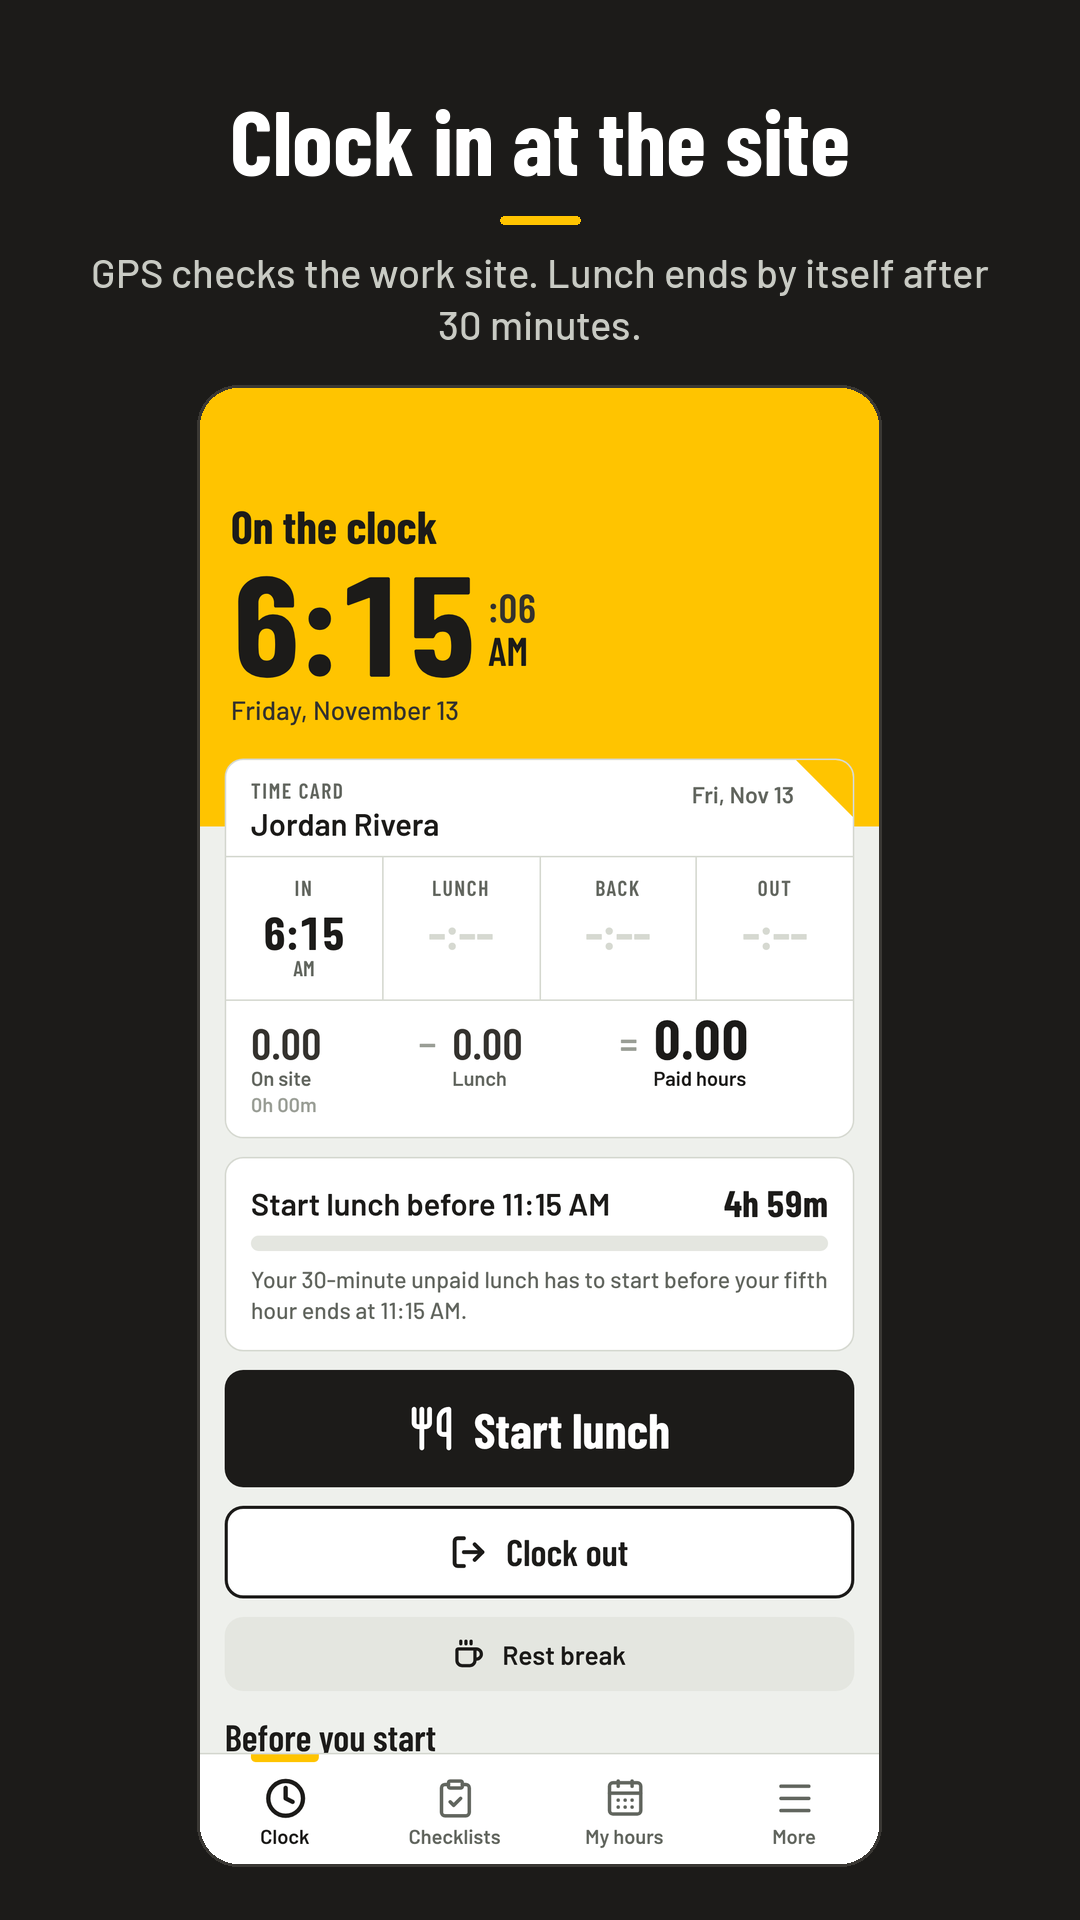 Clock in at the site
GPS checks the work site. Lunch ends by itself after
30 minutes.
On the clock
6:15 :06 AM
Friday, November 13
TIME CARD
Fri, Nov 13
Jordan Rivera
IN LUNCH BACK OUT
6:15 -:-- -:-- -:--
AM
0.00 − 0.00 = 0.00
On site Lunch Paid hours
0h 00m
Start lunch before 11:15 AM 4h 59m
Your 30-minute unpaid lunch has to start before your fifth
hour ends at 11:15 AM.
Start lunch
Clock out
Rest break
Before you start
Clock Checklists My hours More